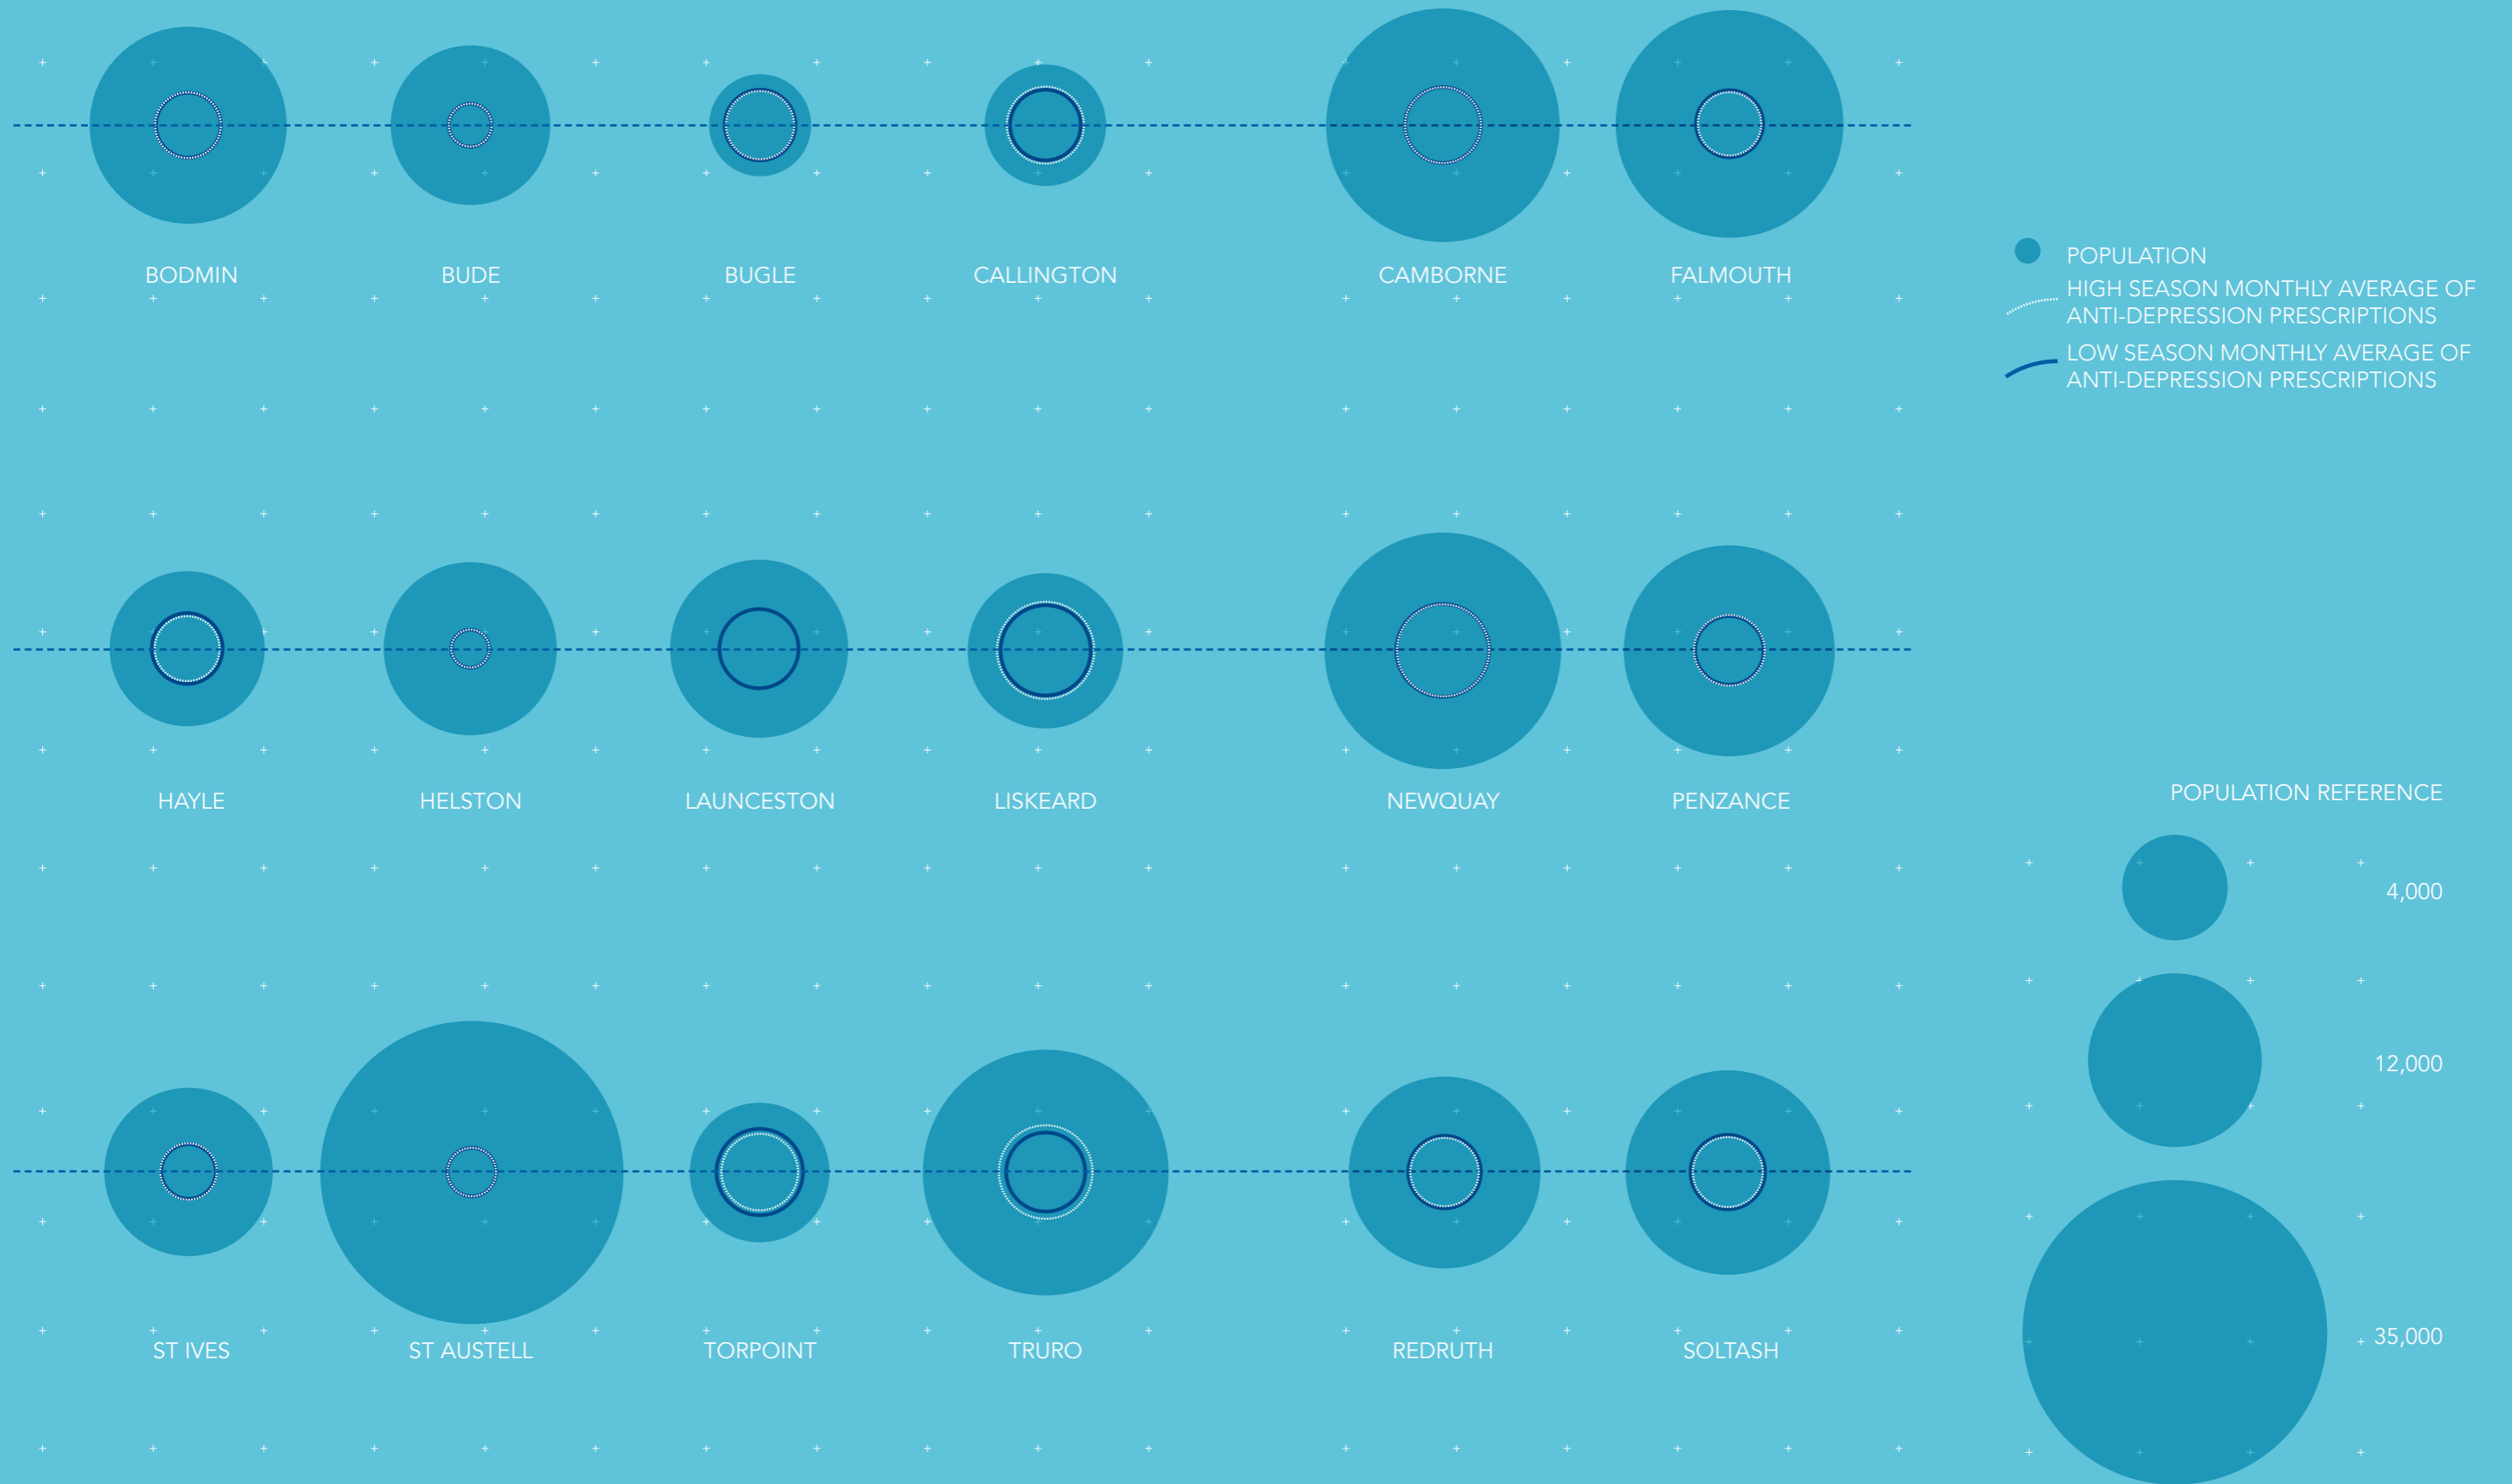 BODMIN
BUDE
BUGLE
CALLINGTON
CAMBORNE
FALMOUTH
POPULATION
HIGH SEASON MONTHLY AVERAGE OF
ANTI-DEPRESSION PRESCRIPTIONS
LOW SEASON MONTHLY AVERAGE OF
ANTI-DEPRESSION PRESCRIPTIONS
HAYLE
HELSTON
LAUNCESTON
LISKEARD
NEWQUAY
PENZANCE
POPULATION REFERENCE
4,000
12,000
35,000
ST IVES
ST AUSTELL
TORPOINT
TRURO
REDRUTH
SOLTASH